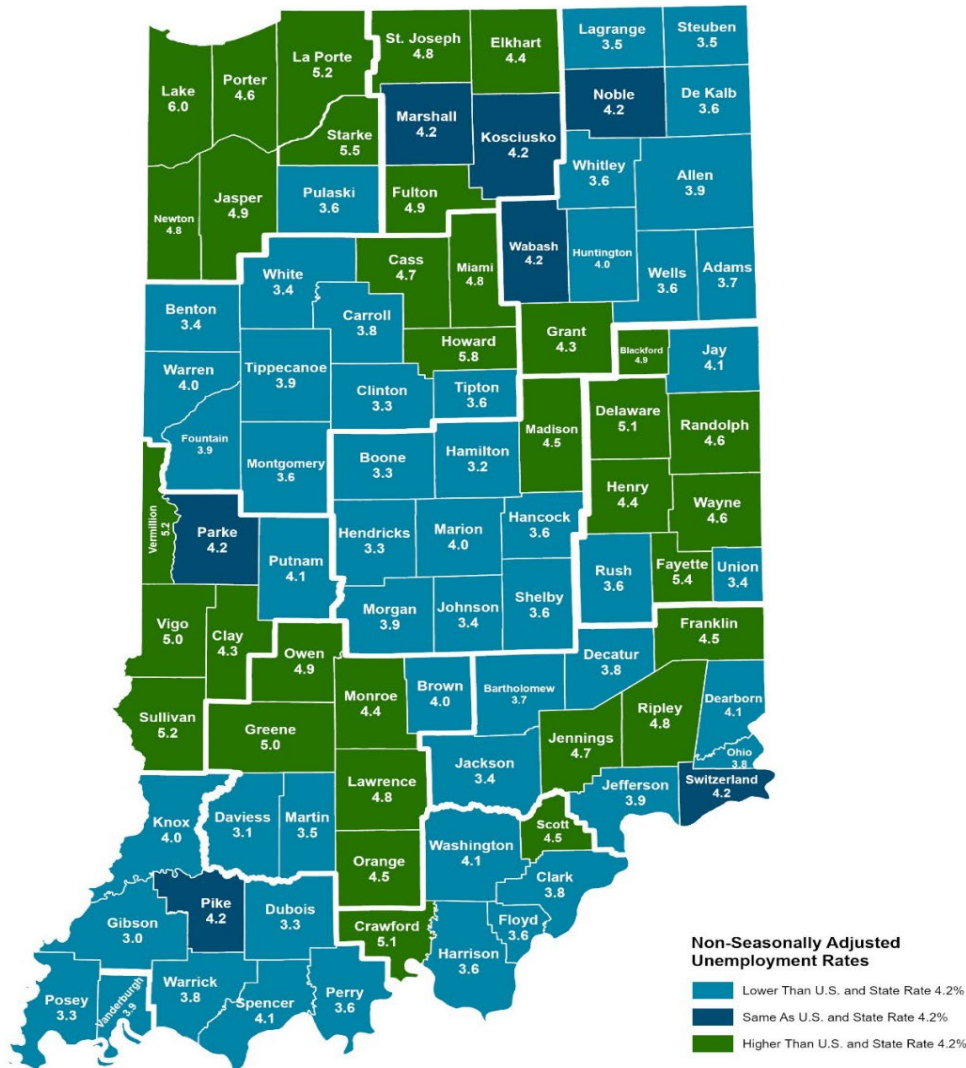 St. Joseph
4.8
Elkhart
4.4
Lagrange
3.5
Steuben
3.5
La Porte
5.2
Porter
4.6
Lake
6.0
Noble
4.2
De Kalb
3.6
Marshall
4.2
Kosciusko
4.2
Starke
5.5
Whitley
3.6
Allen
3.9
Pulaski
3.6
Fulton
4.9
Jasper
4.9
Newton
4.8
Wabash
4.2
Huntington
4.0
Wells
3.6
Adams
3.7
White
3.4
Cass
4.7
Miami
4.8
Benton
3.4
Carroll
3.8
Howard
5.8
Grant
4.3
Blackford
4.9
Jay
4.1
Warren
4.0
Tippecanoe
3.9
Clinton
3.3
Tipton
3.6
Fountain
3.9
Montgomery
3.6
Boone
3.3
Hamilton
3.2
Madison
4.5
Delaware
5.1
Randolph
4.6
Henry
4.4
Wayne
4.6
Vermillion
5.2
Parke
4.2
Putnam
4.1
Hendricks
3.3
Marion
4.0
Hancock
3.6
Rush
3.6
Fayette
5.4
Union
3.4
Vigo
5.0
Clay
4.3
Morgan
3.9
Johnson
3.4
Shelby
3.6
Franklin
4.5
Owen
4.9
Decatur
3.8
Sullivan
5.2
Greene
5.0
Monroe
4.4
Brown
4.0
Bartholomew
3.7
Jennings
4.7
Ripley
4.8
Dearborn
4.1
Ohio
3.8
Switzerland
4.2
Jackson
3.4
Jefferson
3.9
Lawrence
4.8
Knox
4.0
Daviess
3.1
Martin
3.5
Orange
4.5
Washington
4.1
Scott
4.5
Clark
3.8
Floyd
3.6
Harrison
3.6
Crawford
5.1
Gibson
3.0
Pike
4.2
Dubois
3.3
Posey
3.3
Vanderburgh
3.9
Warrick
3.8
Spencer
4.1
Perry
3.6
Non-Seasonally Adjusted
Unemployment Rates
Lower Than U.S. and State Rate 4.2%
Same As U.S. and State Rate 4.2%
Higher Than U.S. and State Rate 4.2%